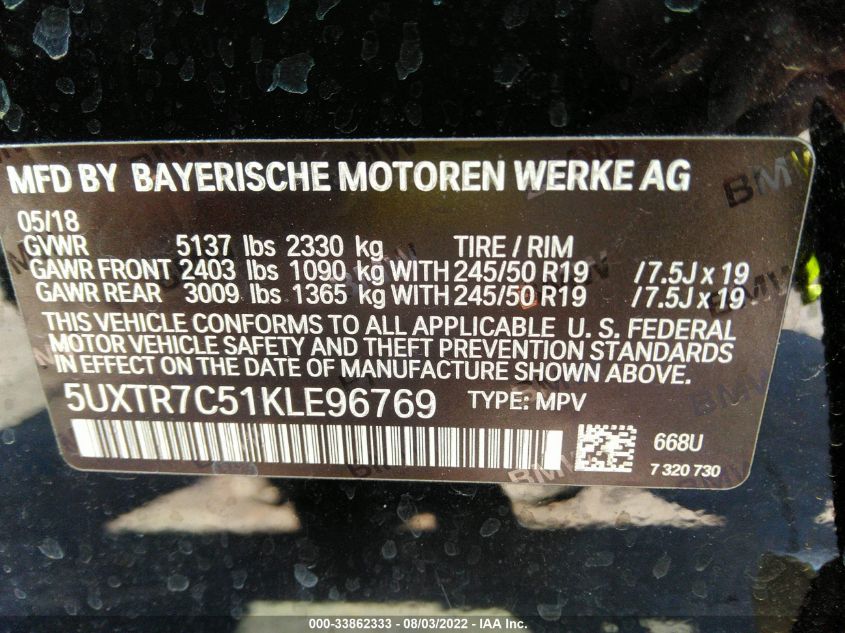 MFD BY BAYERISCHE MOTOREN WERKE AG
05/18
GVWR 5137 lbs 2330 kg TIRE / RIM
GAWR FRONT 2403 lbs 1090 kg WITH 245/50 R19 /7.5J x 19
GAWR REAR 3009 lbs 1365 kg WITH 245/50 R19 /7.5J x 19
THIS VEHICLE CONFORMS TO ALL APPLICABLE U. S. FEDERAL
MOTOR VEHICLE SAFETY AND THEFT PREVENTION STANDARDS
IN EFFECT ON THE DATE OF MANUFACTURE SHOWN ABOVE.
5UXTR7C51KLE96769 TYPE: MPV
668U
7 320 730
BMW
000-33862333 - 08/03/2022 - IAA Inc.